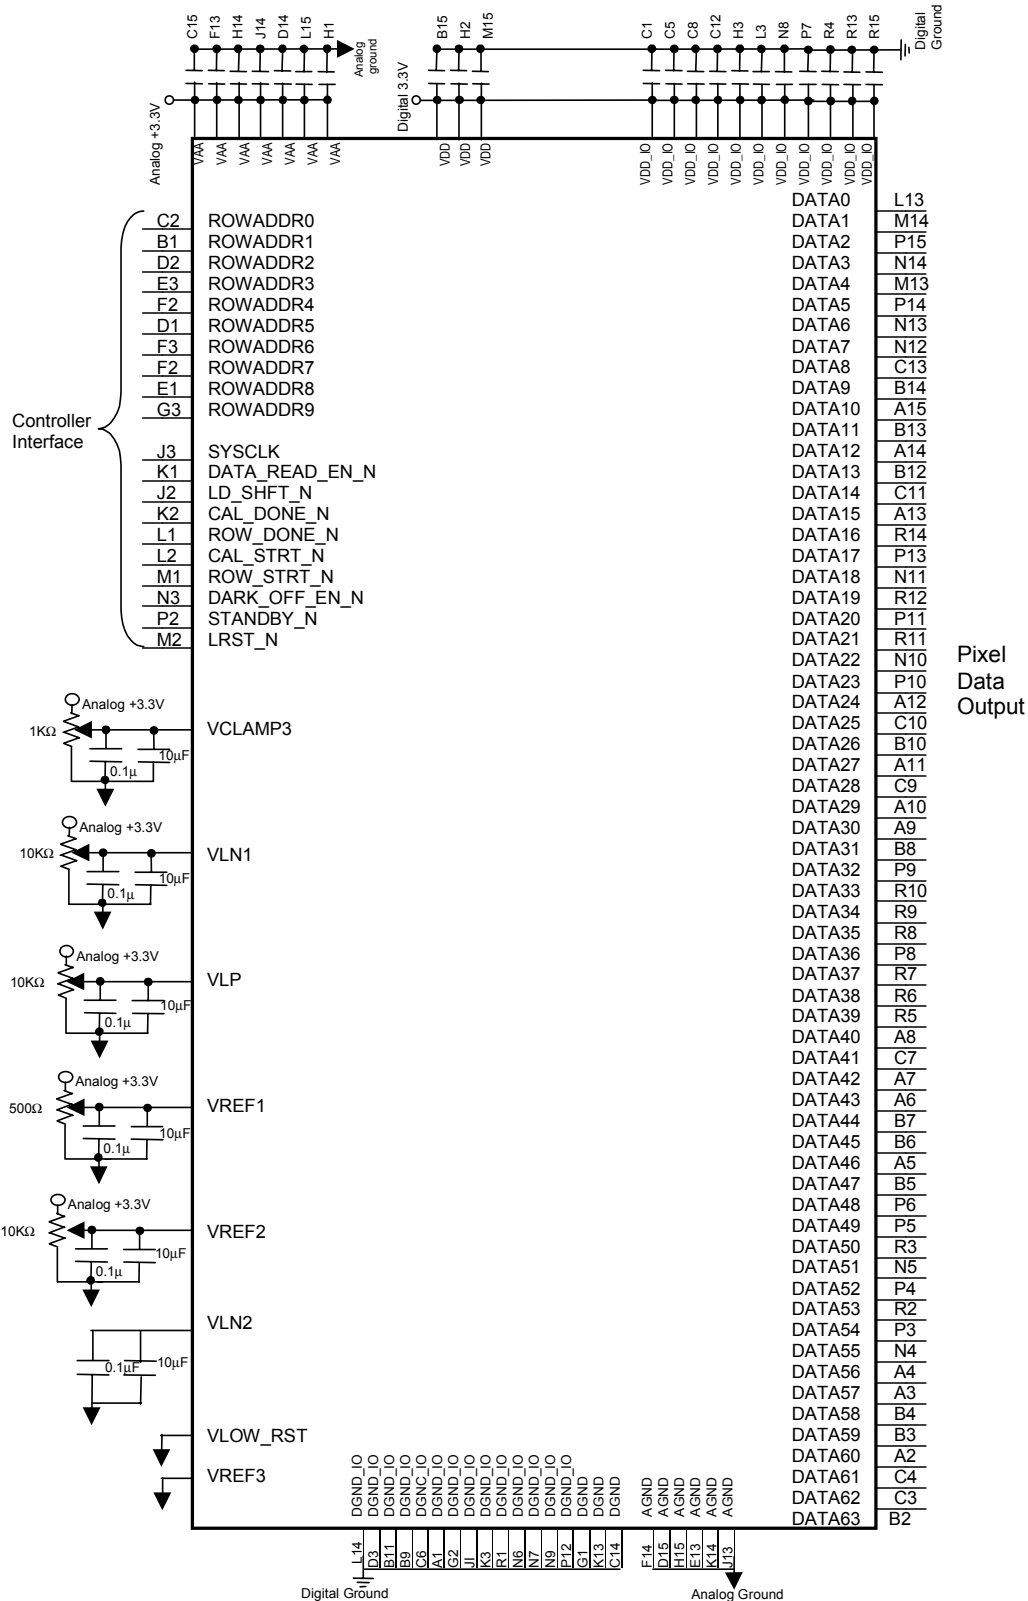 C15 F13 H14 J14 D14 L15 H1
Analog ground
B15 H2 M15
C1 C5 C8 C12 H3 L3 N8 P7 R4 R13 R15
Digital Ground
Analog +3.3V
Digital 3.3V
VAA VAA VAA VAA VAA VAA VAA
VDD VDD VDD
VDD_IO VDD_IO VDD_IO VDD_IO VDD_IO VDD_IO VDD_IO VDD_IO VDD_IO VDD_IO VDD_IO
Controller
Interface
C2 ROWADDR0
B1 ROWADDR1
D2 ROWADDR2
E3 ROWADDR3
F2 ROWADDR4
D1 ROWADDR5
F3 ROWADDR6
F2 ROWADDR7
E1 ROWADDR8
G3 ROWADDR9
J3 SYSCLK
K1 DATA_READ_EN_N
J2 LD_SHFT_N
K2 CAL_DONE_N
L1 ROW_DONE_N
L2 CAL_STRT_N
M1 ROW_STRT_N
N3 DARK_OFF_EN_N
P2 STANDBY_N
M2 LRST_N
Analog +3.3V
1KΩ
VCLAMP3
10µF
0.1µ
Analog +3.3V
10KΩ
VLN1
10µF
0.1µ
Analog +3.3V
10KΩ
VLP
10µF
0.1µ
Analog +3.3V
500Ω
VREF1
10µF
0.1µ
Analog +3.3V
10KΩ
VREF2
10µF
0.1µ
VLN2
0.1µF
10µF
VLOW_RST
VREF3
DATA0 L13
DATA1 M14
DATA2 P15
DATA3 N14
DATA4 M13
DATA5 P14
DATA6 N13
DATA7 N12
DATA8 C13
DATA9 B14
DATA10 A15
DATA11 B13
DATA12 A14
DATA13 B12
DATA14 C11
DATA15 A13
DATA16 R14
DATA17 P13
DATA18 N11
DATA19 R12
DATA20 P11
DATA21 R11
DATA22 N10
DATA23 P10
DATA24 A12
DATA25 C10
DATA26 B10
DATA27 A11
DATA28 C9
DATA29 A10
DATA30 A9
DATA31 B8
DATA32 P9
DATA33 R10
DATA34 R9
DATA35 R8
DATA36 P8
DATA37 R7
DATA38 R6
DATA39 R5
DATA40 A8
DATA41 C7
DATA42 A7
DATA43 A6
DATA44 B7
DATA45 B6
DATA46 A5
DATA47 B5
DATA48 P6
DATA49 P5
DATA50 R3
DATA51 N5
DATA52 P4
DATA53 R2
DATA54 P3
DATA55 N4
DATA56 A4
DATA57 A3
DATA58 B4
DATA59 B3
DATA60 A2
DATA61 C4
DATA62 C3
DATA63 B2
Pixel
Data
Output
DGND_IO DGND_IO DGND_IO DGND_IO DGNC_IO DGND_IO DGND_IO DGND_IO DGND_IO DGND_IO DGND_IO DGND_IO DGND_IO DGND_IO DGND DGND DGND
AGND AGND AGND AGND AGND AGND
L14 D3 B11 B9 C6 A1 G2 JI K3 R1 N6 N7 N9 P12 G1 K13 C14
F14 D15 H15 E13 K14 J13
Digital Ground
Analog Ground